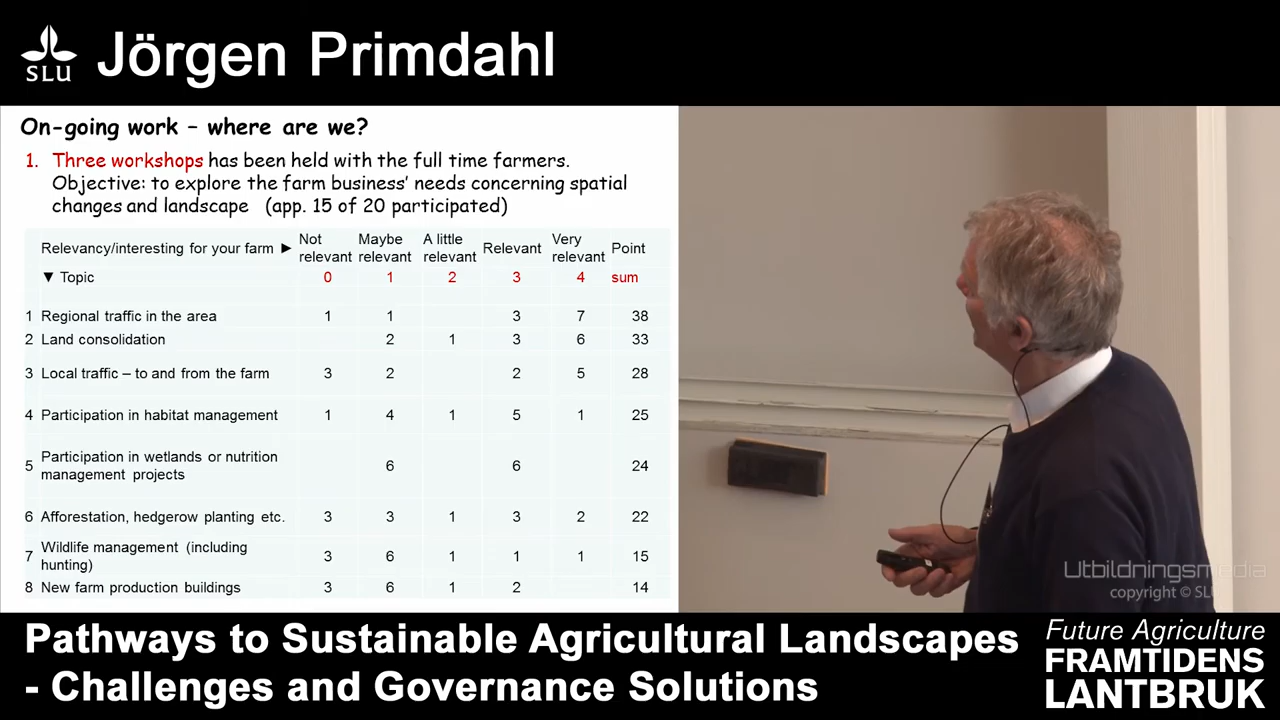 SLU
Jörgen Primdahl
On-going work – where are we?
1. Three workshops has been held with the full time farmers.
Objective: to explore the farm business’ needs concerning spatial
changes and landscape (app. 15 of 20 participated)
Relevancy/interesting for your farm ► Not relevant Maybe relevant A little relevant Relevant Very relevant Point
▼ Topic 0 1 2 3 4 sum
1 Regional traffic in the area 1 1 3 7 38
2 Land consolidation 2 1 3 6 33
3 Local traffic – to and from the farm 3 2 2 5 28
4 Participation in habitat management 1 4 1 5 1 25
5 Participation in wetlands or nutrition
management projects 6 6 24
6 Afforestation, hedgerow planting etc. 3 3 1 3 2 22
7 Wildlife management (including
hunting) 3 6 1 1 1 15
8 New farm production buildings 3 6 1 2 14
Utbildningsmedia
copyright © SLU
Pathways to Sustainable Agricultural Landscapes
- Challenges and Governance Solutions
Future Agriculture
FRAMTIDENS
LANTBRUK